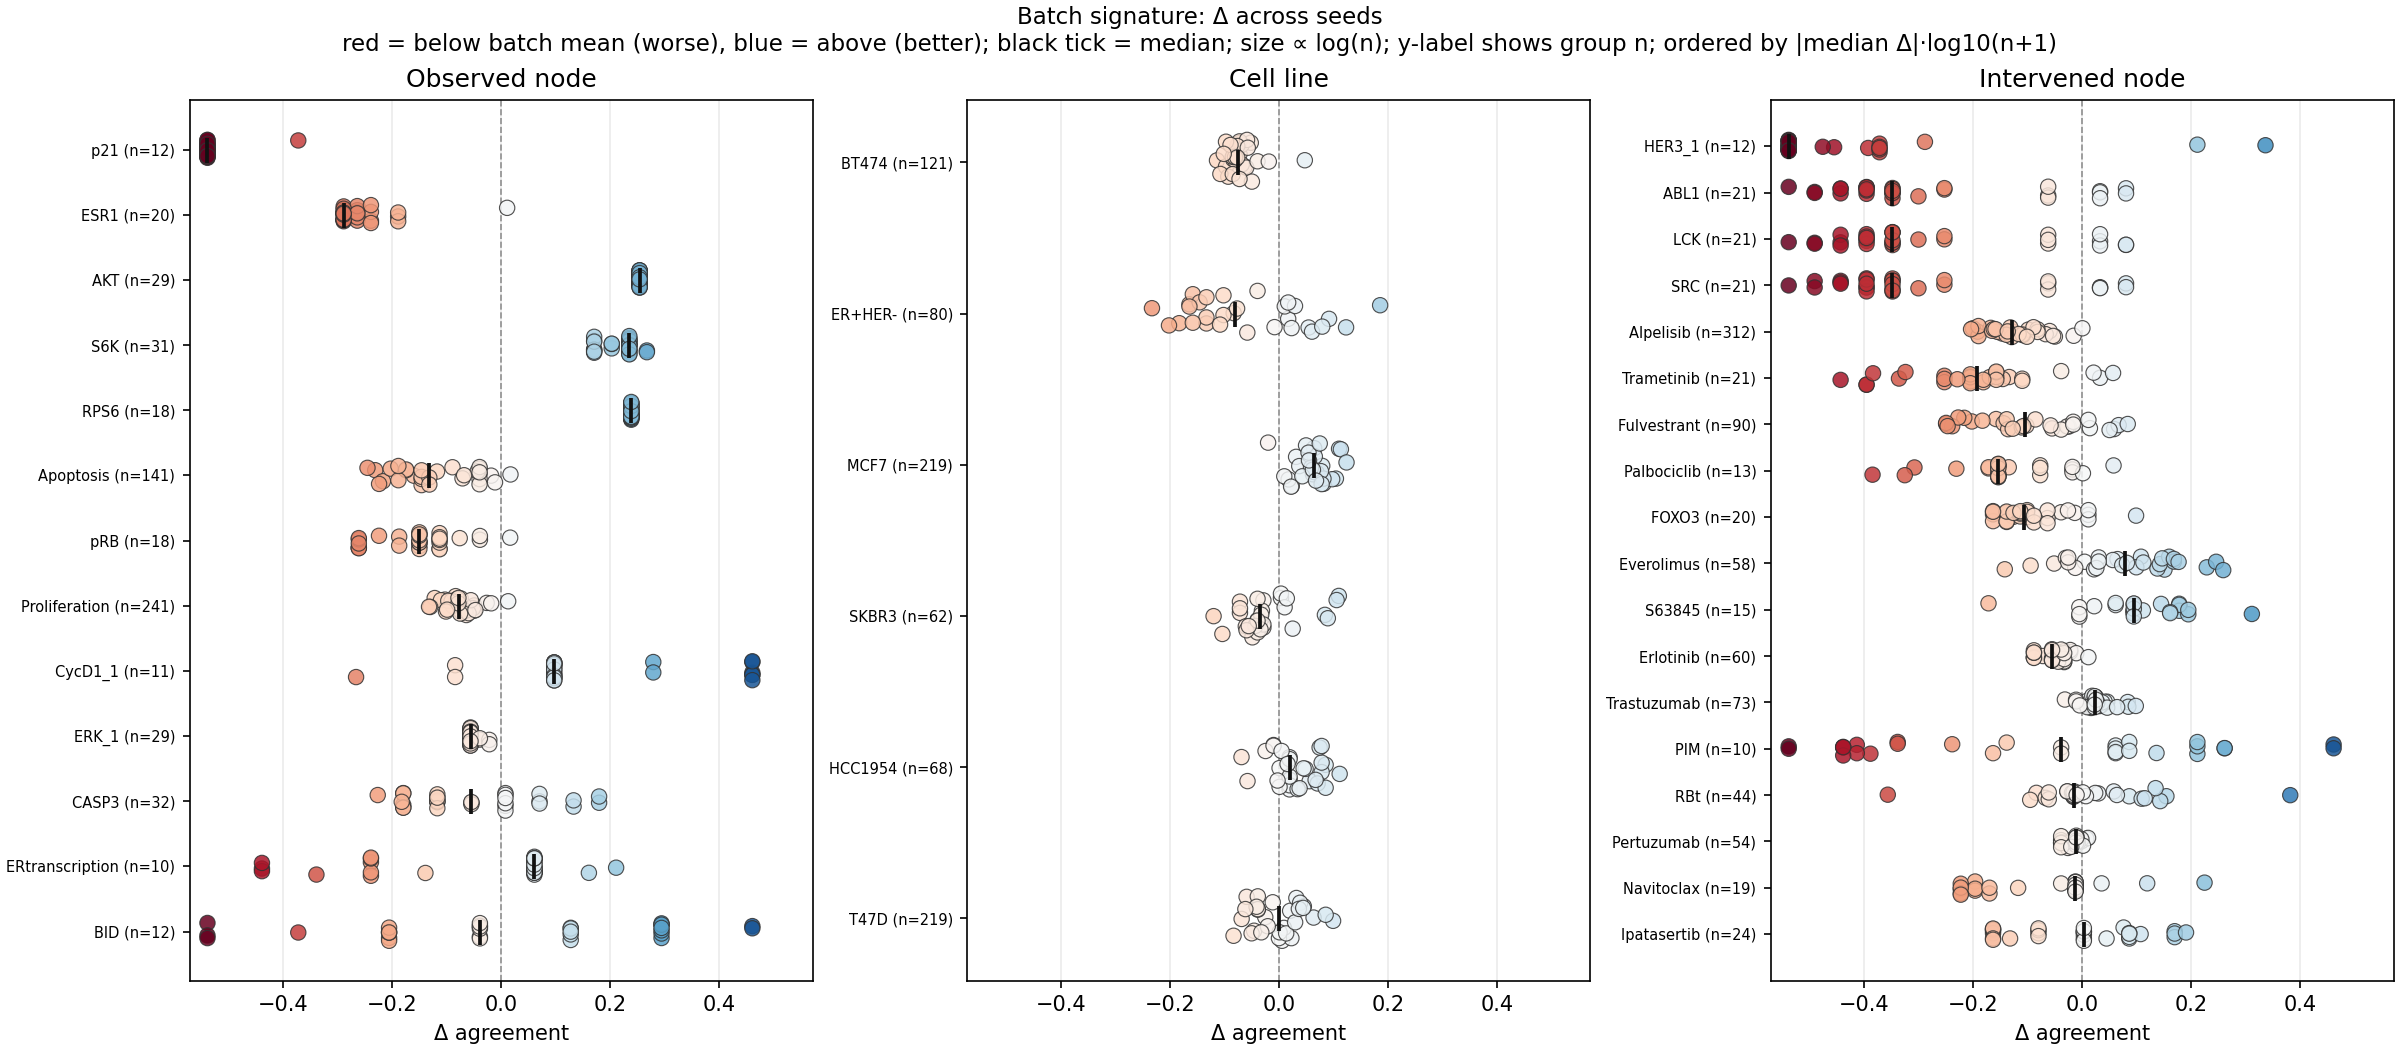 Batch signature: Δ across seeds
red = below batch mean (worse), blue = above (better); black tick = median; size ∝ log(n); y-label shows group n; ordered by |median Δ|·log10(n+1)
Observed node
p21 (n=12)
ESR1 (n=20)
AKT (n=29)
S6K (n=31)
RPS6 (n=18)
Apoptosis (n=141)
pRB (n=18)
Proliferation (n=241)
CycD1_1 (n=11)
ERK_1 (n=29)
CASP3 (n=32)
ERtranscription (n=10)
BID (n=12)
−0.4 −0.2 0.0 0.2 0.4
Δ agreement
Cell line
BT474 (n=121)
ER+HER- (n=80)
MCF7 (n=219)
SKBR3 (n=62)
HCC1954 (n=68)
T47D (n=219)
−0.4 −0.2 0.0 0.2 0.4
Δ agreement
Intervened node
HER3_1 (n=12)
ABL1 (n=21)
LCK (n=21)
SRC (n=21)
Alpelisib (n=312)
Trametinib (n=21)
Fulvestrant (n=90)
Palbociclib (n=13)
FOXO3 (n=20)
Everolimus (n=58)
S63845 (n=15)
Erlotinib (n=60)
Trastuzumab (n=73)
PIM (n=10)
RBt (n=44)
Pertuzumab (n=54)
Navitoclax (n=19)
Ipatasertib (n=24)
−0.4 −0.2 0.0 0.2 0.4
Δ agreement